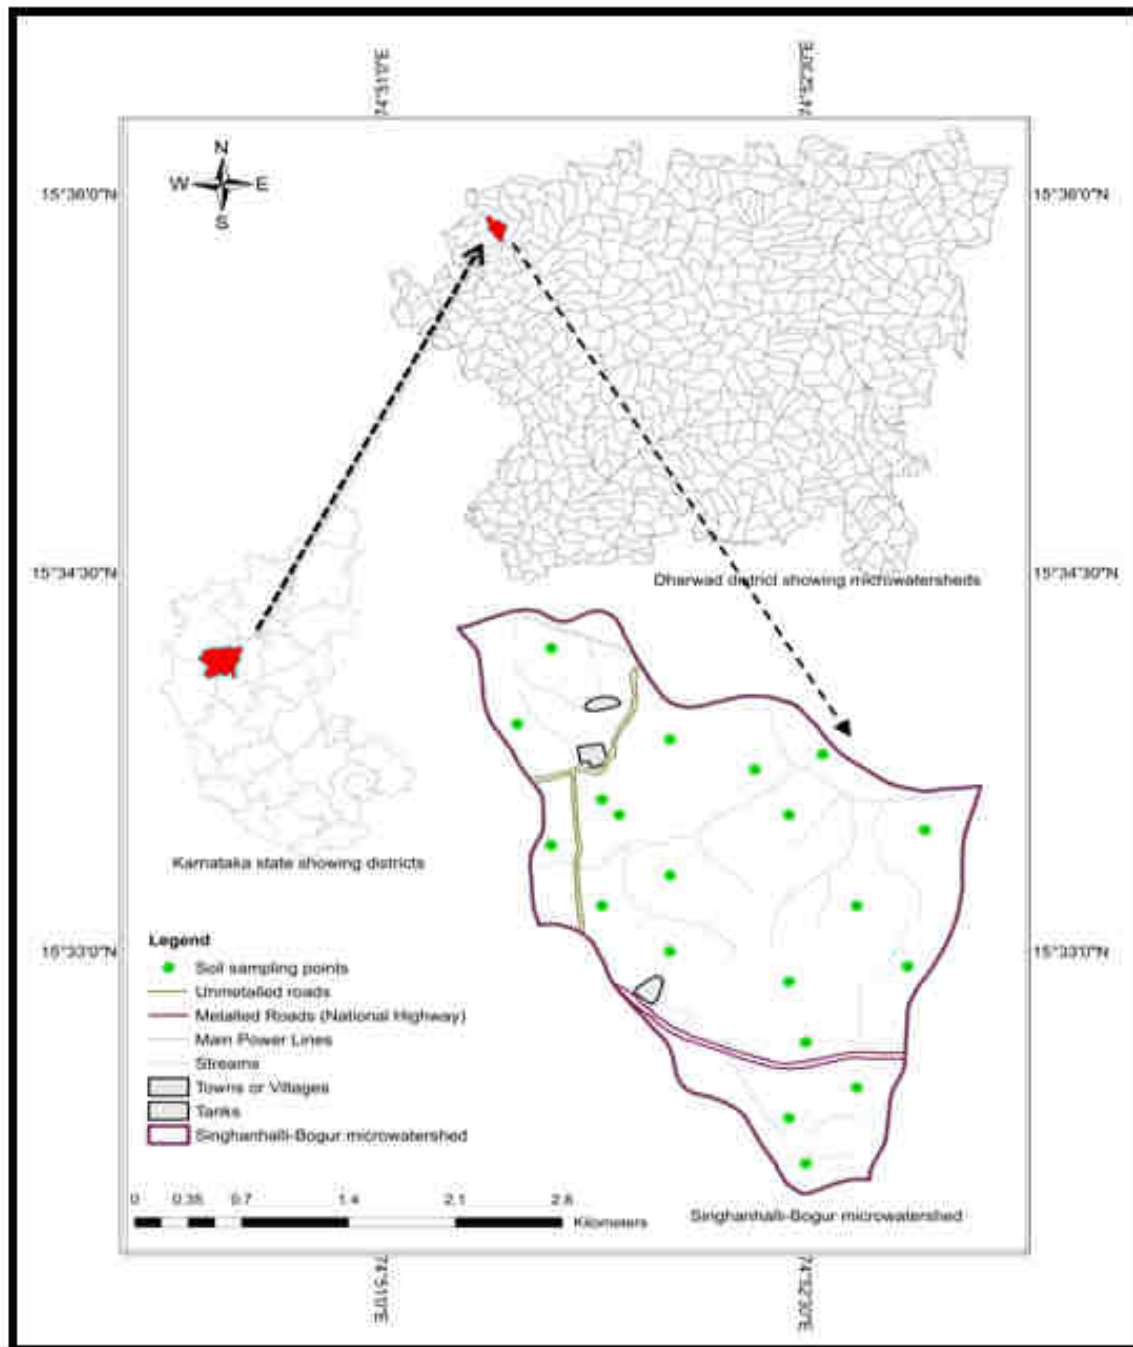 74°51'0"E
74°52'30"E
N
W E
S
15°36'0"N
15°36'0"N
15°34'30"N
15°34'30"N
Dharwad district showing microwatersheds
Karnataka state showing districts
15°33'0"N
15°33'0"N
Legend
Soil sampling points
Unmetalled roads
Metalled Roads (National Highway)
Main Power Lines
Streams
Towns or Villages
Tanks
Singhanhalli-Bogur microwatershed
0 0.35 0.7 1.4 2.1 2.8
Kilometers
Singhanhalli-Bogur microwatershed
74°51'0"E
74°52'30"E